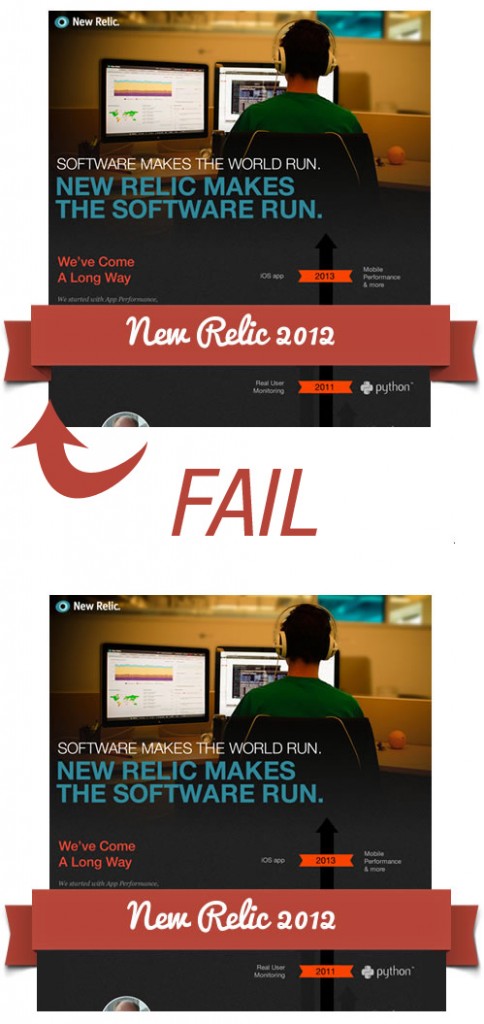 New Relic.
SOFTWARE MAKES THE WORLD RUN.
NEW RELIC MAKES
THE SOFTWARE RUN.
We've Come
A Long Way
iOS app
2013
Mobile
Performance
& more
We started with App Performance,
New Relic 2012
Real User
Monitoring
2011
python
FAIL
New Relic.
SOFTWARE MAKES THE WORLD RUN.
NEW RELIC MAKES
THE SOFTWARE RUN.
We've Come
A Long Way
iOS app
2013
Mobile
Performance
& more
We started with App Performance,
New Relic 2012
Real User
Monitoring
2011
python